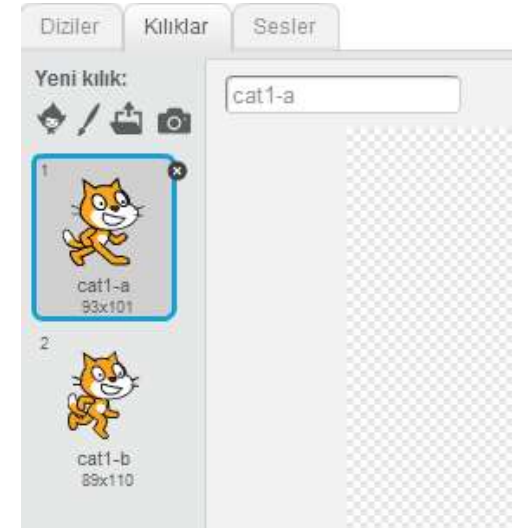 Diziler Kılıklar Sesler
Yeni kılık:
cat1-a
1
cat1-a
93x101
2
cat1-b
89x110